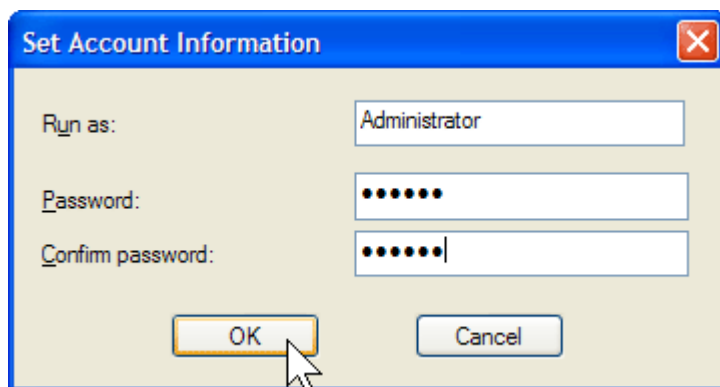 Set Account Information
Run as: Administrator
Password: ••••••
Confirm password: ••••••
OK Cancel